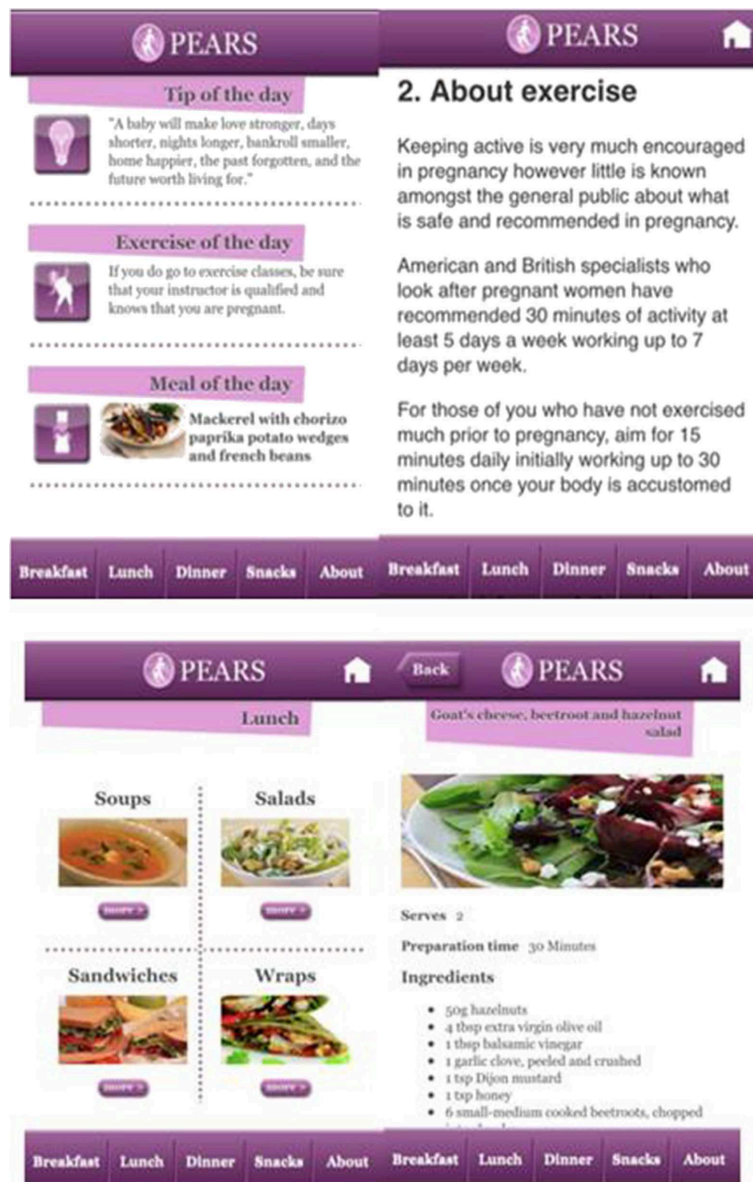 PEARS
Tip of the day
"A baby will make love stronger, days
shorter, nights longer, bankroll smaller,
home happier, the past forgotten, and the
future worth living for."
Exercise of the day
If you do go to exercise classes, be sure
that your instructor is qualified and
knows that you are pregnant.
Meal of the day
Mackerel with chorizo
paprika potato wedges
and french beans
Breakfast Lunch Dinner Snacks About
PEARS
2. About exercise
Keeping active is very much encouraged
in pregnancy however little is known
amongst the general public about what
is safe and recommended in pregnancy.
American and British specialists who
look after pregnant women have
recommended 30 minutes of activity at
least 5 days a week working up to 7
days per week.
For those of you who have not exercised
much prior to pregnancy, aim for 15
minutes daily initially working up to 30
minutes once your body is accustomed
to it.
Breakfast Lunch Dinner Snacks About
PEARS
Lunch
Soups Salads
more > more >
Sandwiches Wraps
more > more >
Breakfast Lunch Dinner Snacks About
Back PEARS
Goat's cheese, beetroot and hazelnut
salad
Serves 2
Preparation time 30 Minutes
Ingredients
50g hazelnuts
4 tbsp extra virgin olive oil
1 tbsp balsamic vinegar
1 garlic clove, peeled and crushed
1 tsp Dijon mustard
1 tsp honey
6 small-medium cooked beetroots, chopped
Breakfast Lunch Dinner Snacks About